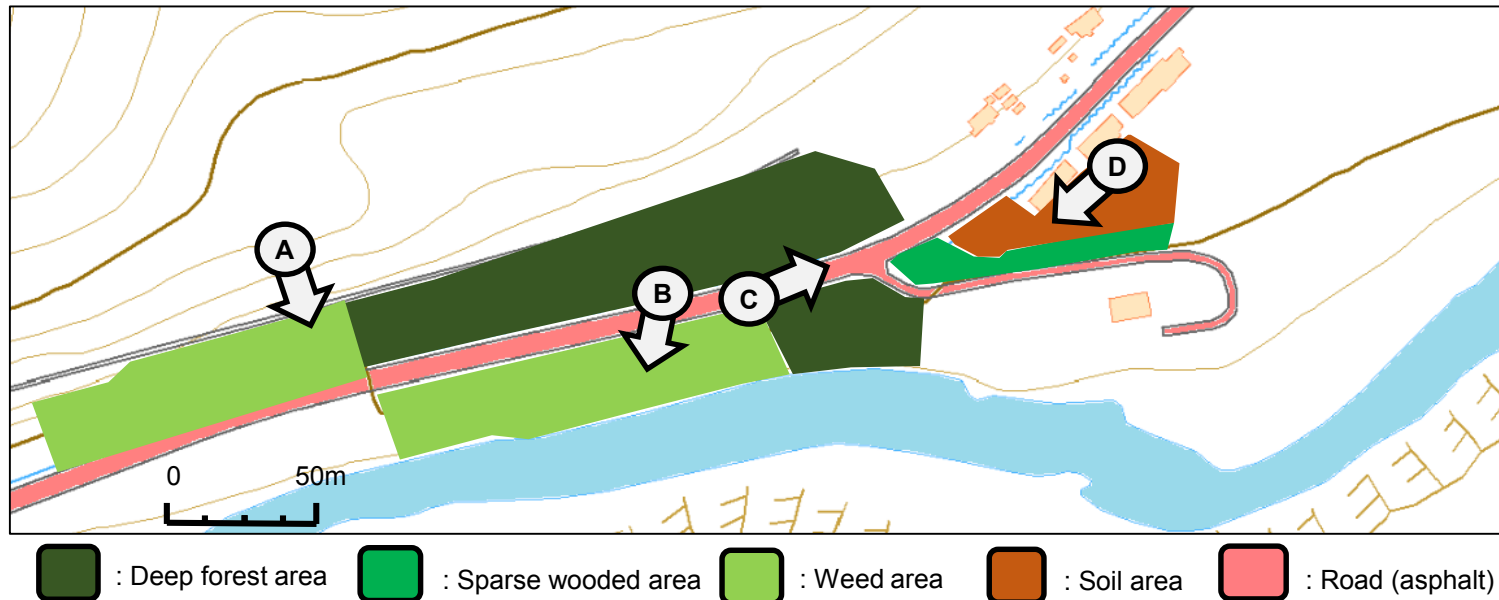 D
A
B
C
0 50m
: Deep forest area : Sparse wooded area : Weed area : Soil area : Road (asphalt)